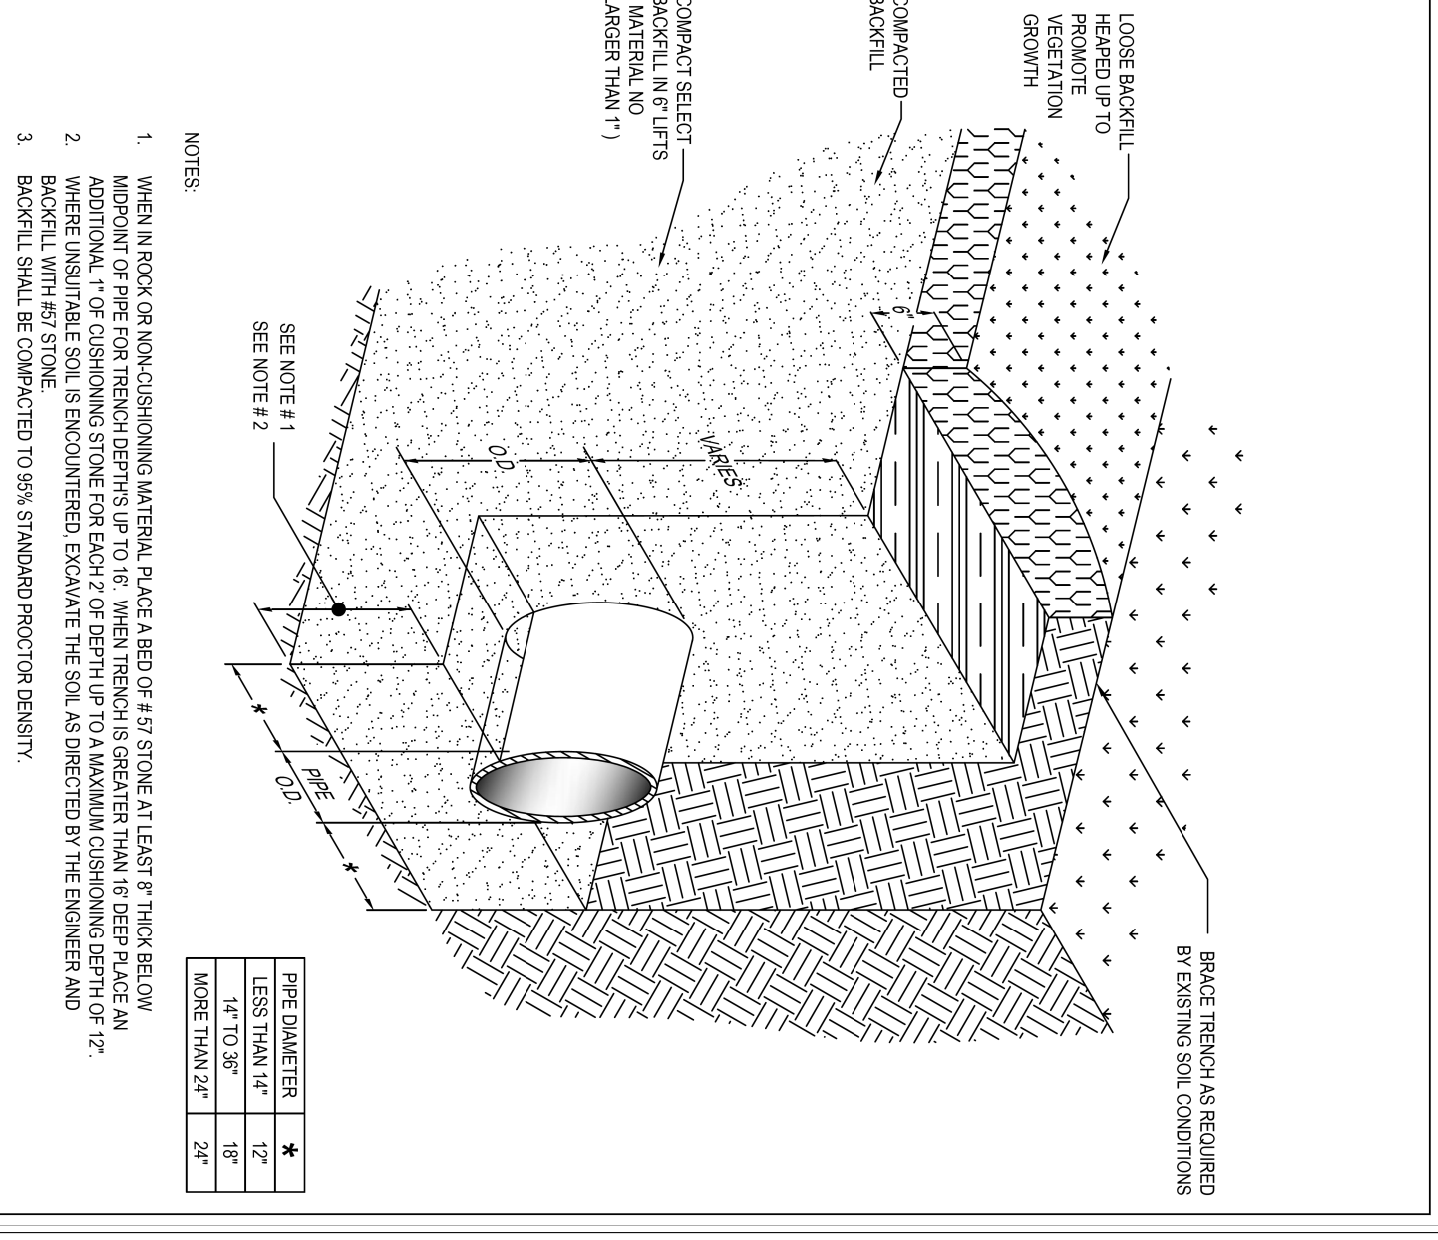 LOOSE BACKFILL
HEAPED UP TO
PROMOTE
VEGETATION
GROWTH
COMPACTED
BACKFILL
COMPACT SELECT
BACKFILL IN 6" LIFTS
MATERIAL NO
LARGER THAN 1" )
6"
VARIES
O.D
BRACE TRENCH AS REQUIRED
BY EXISTING SOIL CONDITIONS
SEE NOTE # 1
SEE NOTE # 2
*
PIPE
O.D.
*
PIPE DIAMETER *
LESS THAN 14" 12"
14" TO 36" 18"
MORE THAN 24" 24"
NOTES:
1. WHEN IN ROCK OR NON-CUSHIONING MATERIAL PLACE A BED OF # 57 STONE AT LEAST 8" THICK BELOW
MIDPOINT OF PIPE FOR TRENCH DEPTH'S UP TO 16'. WHEN TRENCH IS GREATER THAN 16' DEEP PLACE AN
ADDITIONAL 1" OF CUSHIONING STONE FOR EACH 2' OF DEPTH UP TO A MAXIMUM CUSHIONING DEPTH OF 12".
2. WHERE UNSUITABLE SOIL IS ENCOUNTERED, EXCAVATE THE SOIL AS DIRECTED BY THE ENGINEER AND
BACKFILL WITH #57 STONE.
3. BACKFILL SHALL BE COMPACTED TO 95% STANDARD PROCTOR DENSITY.